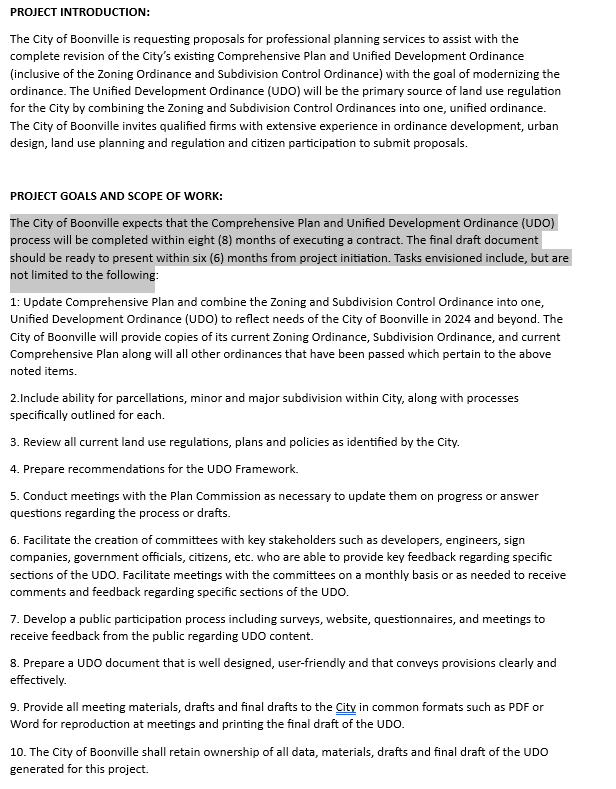 PROJECT INTRODUCTION:
The City of Boonville is requesting proposals for professional planning services to assist with the
complete revision of the City’s existing Comprehensive Plan and Unified Development Ordinance
(inclusive of the Zoning Ordinance and Subdivision Control Ordinance) with the goal of modernizing the
ordinance. The Unified Development Ordinance (UDO) will be the primary source of land use regulation
for the City by combining the Zoning and Subdivision Control Ordinances into one, unified ordinance.
The City of Boonville invites qualified firms with extensive experience in ordinance development, urban
design, land use planning and regulation and citizen participation to submit proposals.
PROJECT GOALS AND SCOPE OF WORK:
The City of Boonville expects that the Comprehensive Plan and Unified Development Ordinance (UDO)
process will be completed within eight (8) months of executing a contract. The final draft document
should be ready to present within six (6) months from project initiation. Tasks envisioned include, but are
not limited to the following:
1: Update Comprehensive Plan and combine the Zoning and Subdivision Control Ordinance into one,
Unified Development Ordinance (UDO) to reflect needs of the City of Boonville in 2024 and beyond. The
City of Boonville will provide copies of its current Zoning Ordinance, Subdivision Ordinance, and current
Comprehensive Plan along will all other ordinances that have been passed which pertain to the above
noted items.
2.Include ability for parcellations, minor and major subdivision within City, along with processes
specifically outlined for each.
3. Review all current land use regulations, plans and policies as identified by the City.
4. Prepare recommendations for the UDO Framework.
5. Conduct meetings with the Plan Commission as necessary to update them on progress or answer
questions regarding the process or drafts.
6. Facilitate the creation of committees with key stakeholders such as developers, engineers, sign
companies, government officials, citizens, etc. who are able to provide key feedback regarding specific
sections of the UDO. Facilitate meetings with the committees on a monthly basis or as needed to receive
comments and feedback regarding specific sections of the UDO.
7. Develop a public participation process including surveys, website, questionnaires, and meetings to
receive feedback from the public regarding UDO content.
8. Prepare a UDO document that is well designed, user-friendly and that conveys provisions clearly and
effectively.
9. Provide all meeting materials, drafts and final drafts to the City in common formats such as PDF or
Word for reproduction at meetings and printing the final draft of the UDO.
10. The City of Boonville shall retain ownership of all data, materials, drafts and final draft of the UDO
generated for this project.